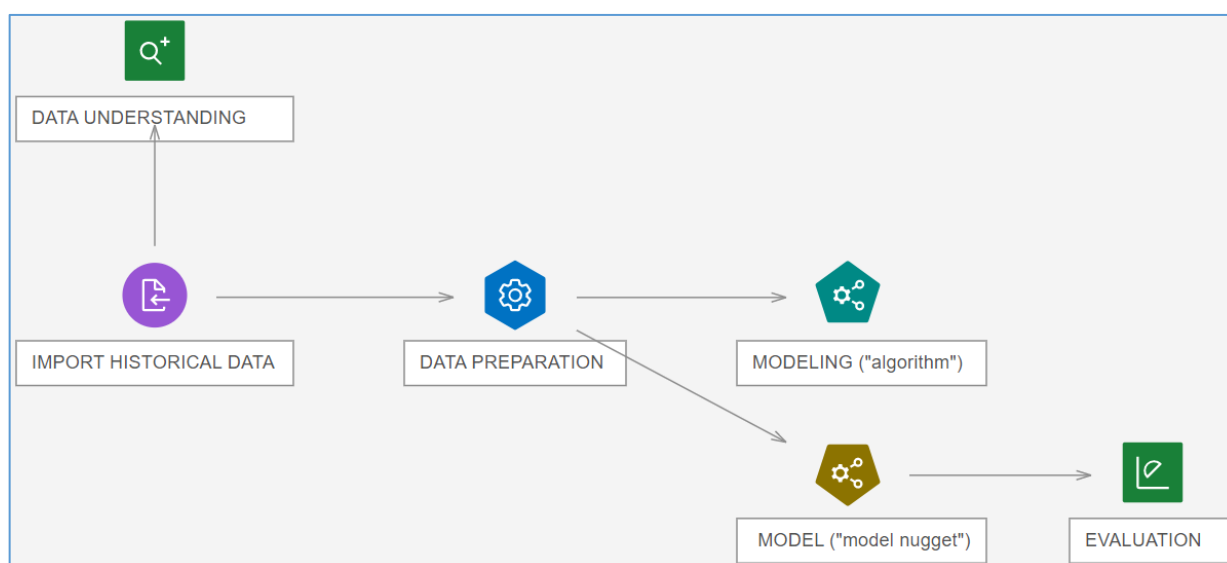 DATA UNDERSTANDING
IMPORT HISTORICAL DATA
DATA PREPARATION
MODELING ("algorithm")
MODEL ("model nugget")
EVALUATION